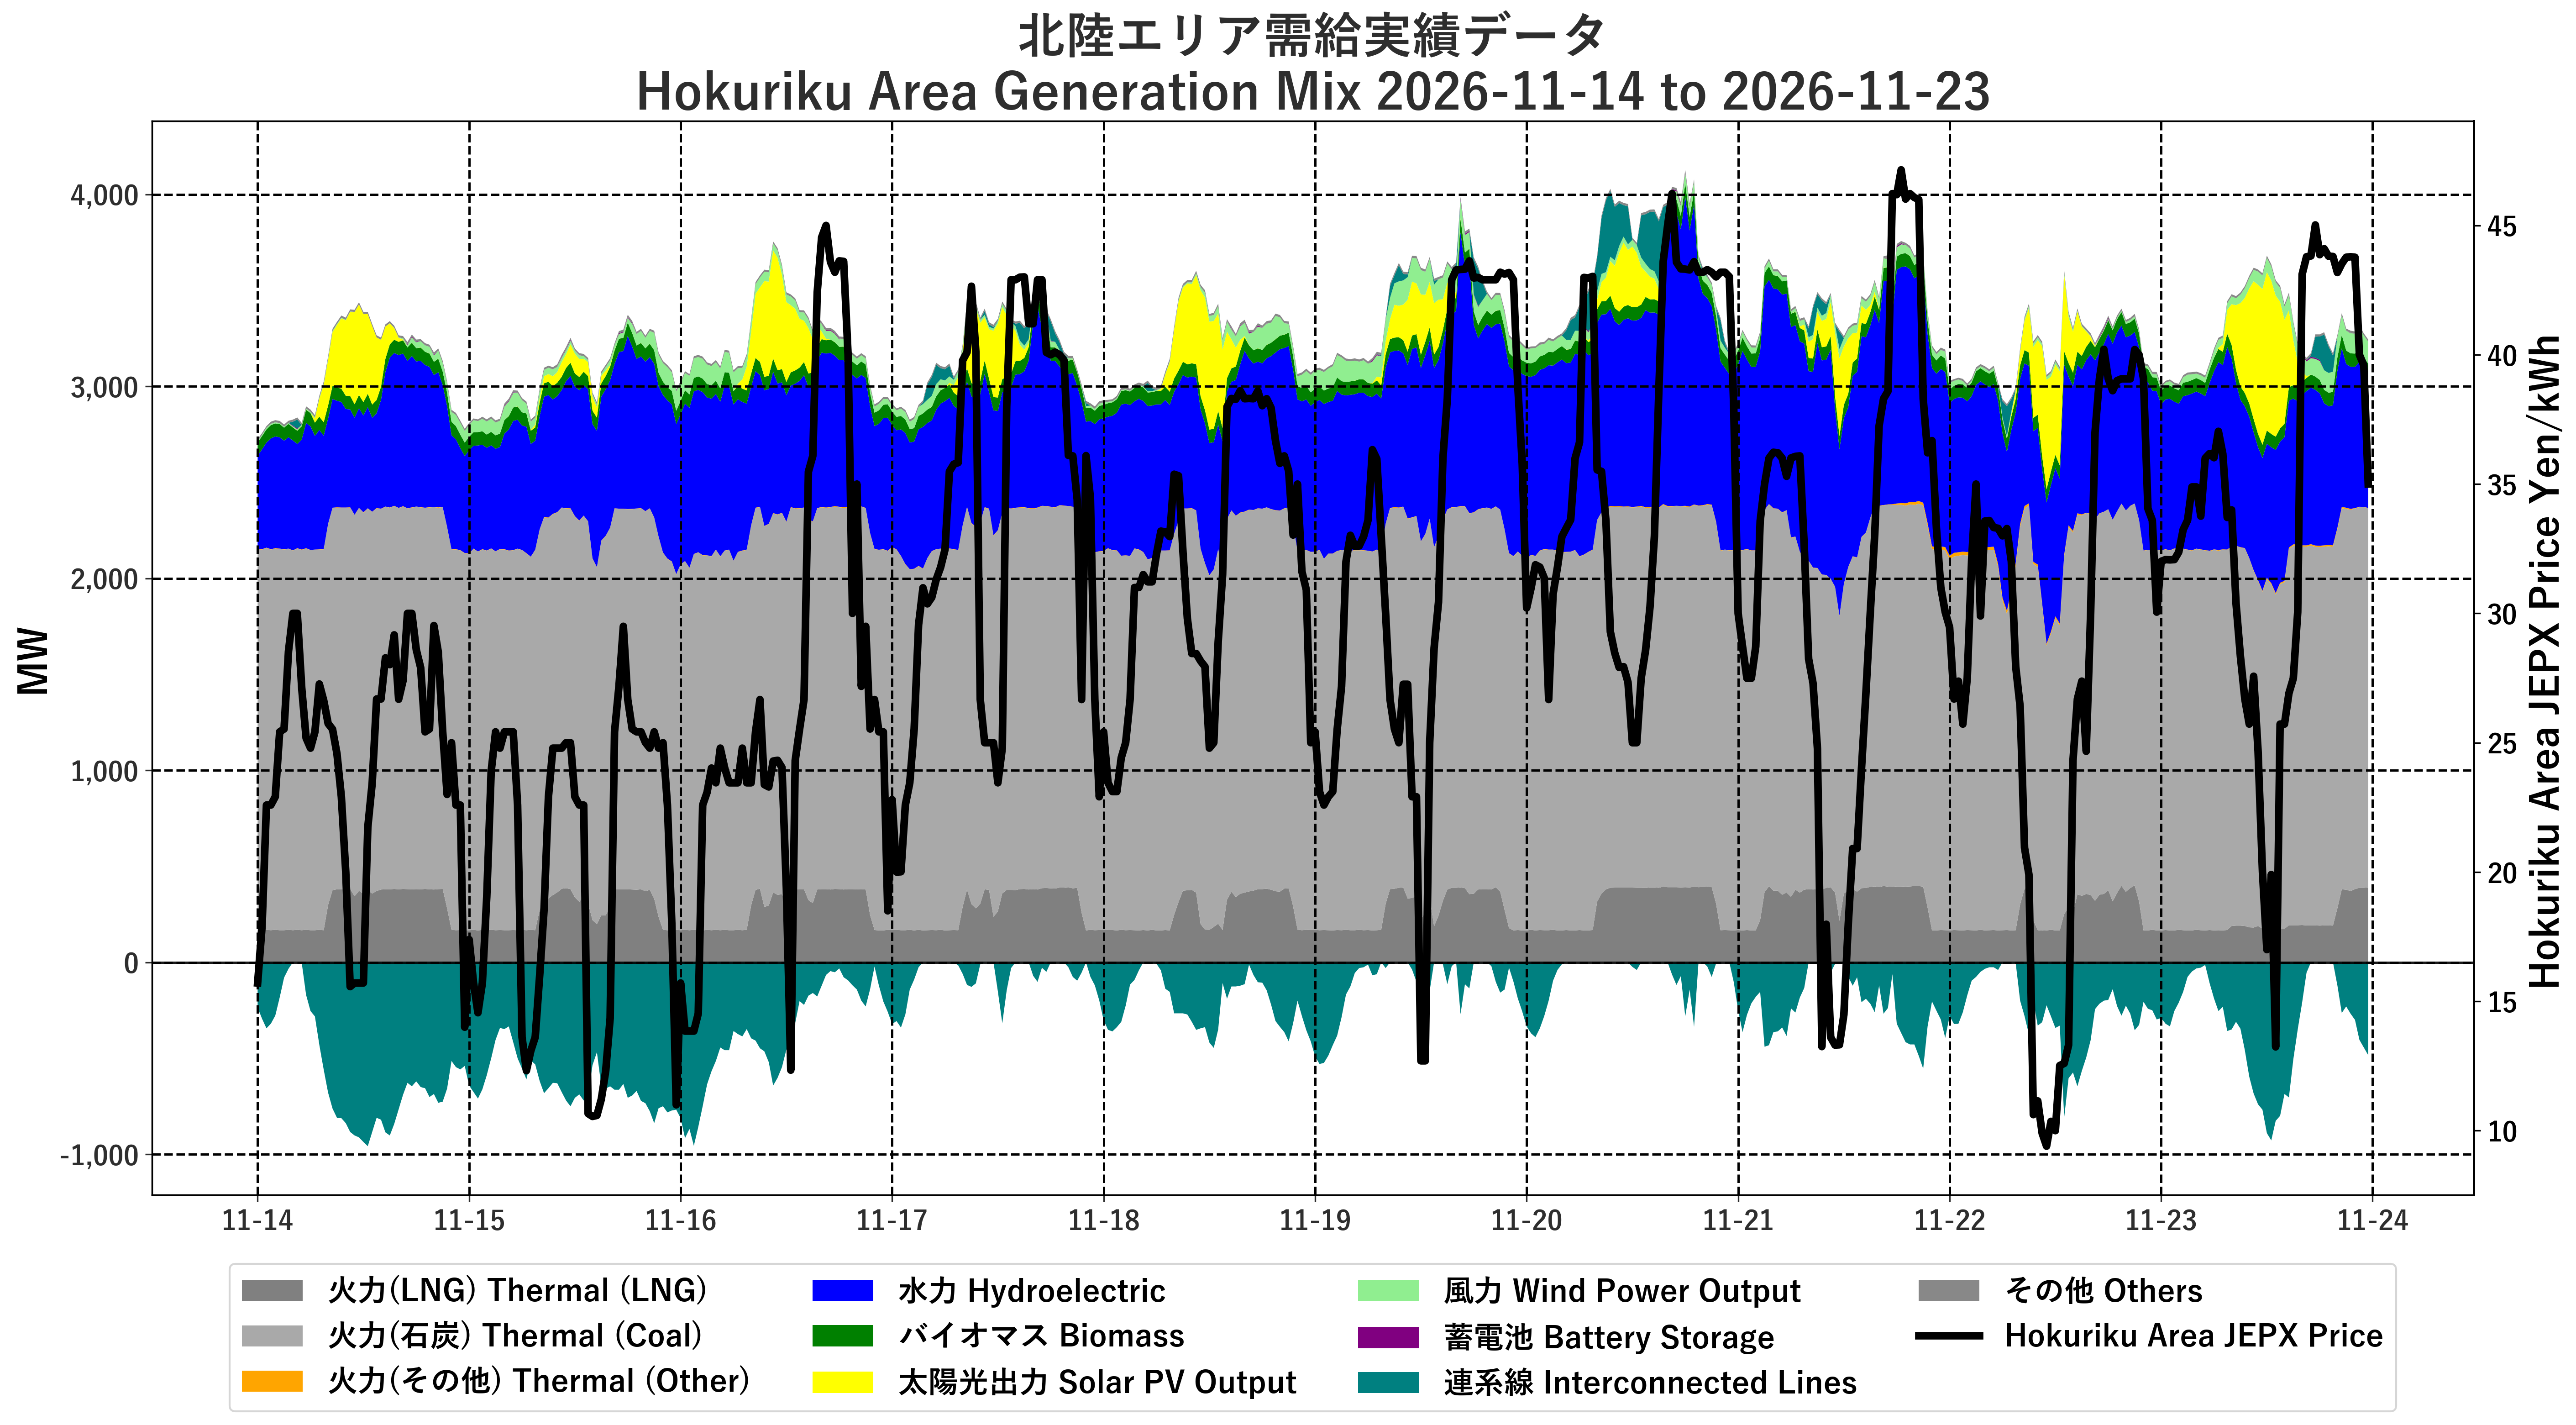 北陸エリア需給実績データ
Hokuriku Area Generation Mix 2026-11-14 to 2026-11-23
MW
4,000
3,000
2,000
1,000
0
-1,000
Hokuriku Area JEPX Price Yen/kWh
45
40
35
30
25
20
15
10
11-14
11-15
11-16
11-17
11-18
11-19
11-20
11-21
11-22
11-23
11-24
火力(LNG) Thermal (LNG)
火力(石炭) Thermal (Coal)
火力(その他) Thermal (Other)
水力 Hydroelectric
バイオマス Biomass
太陽光出力 Solar PV Output
風力 Wind Power Output
蓄電池 Battery Storage
連系線 Interconnected Lines
その他 Others
Hokuriku Area JEPX Price